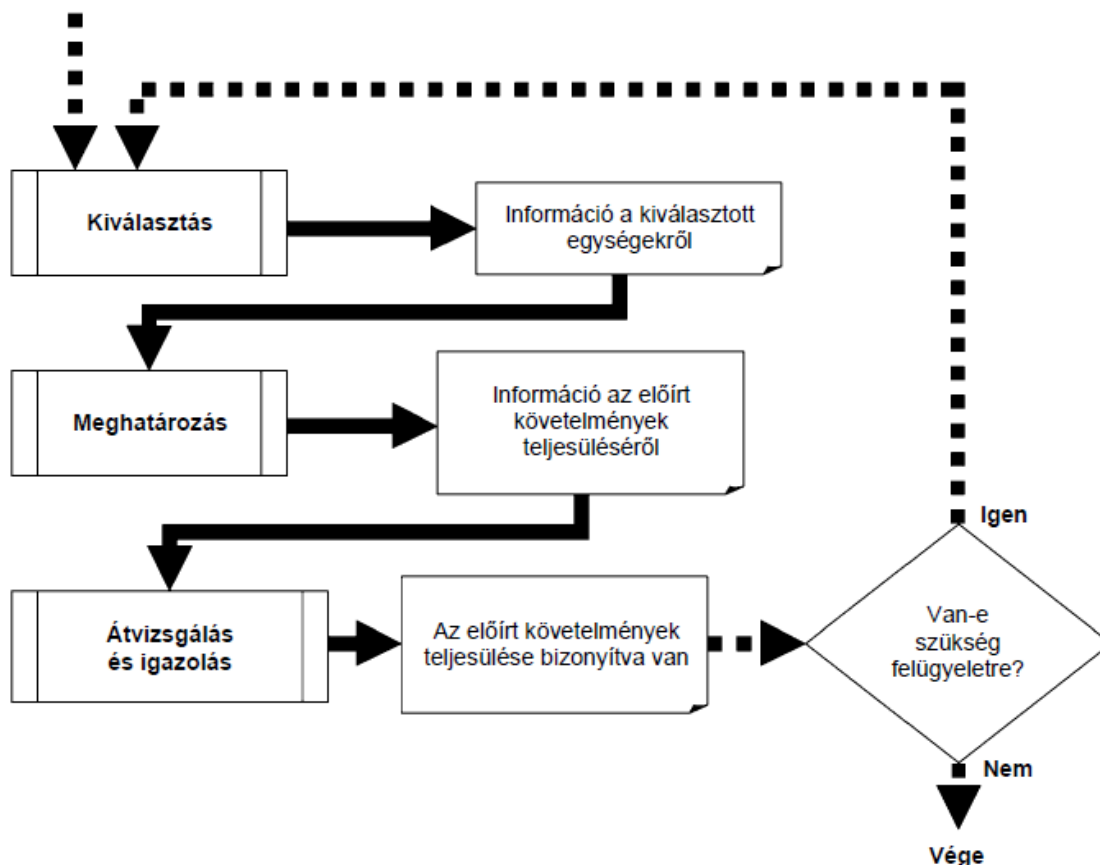 Kiválasztás
Információ a kiválasztott
egységekről
Meghatározás
Információ az előírt
követelmények
teljesüléséről
Átvizsgálás
és igazolás
Az előírt követelmények
teljesülése bizonyítva van
Igen
Van-e
szükség
felügyeletre?
Nem
Vége